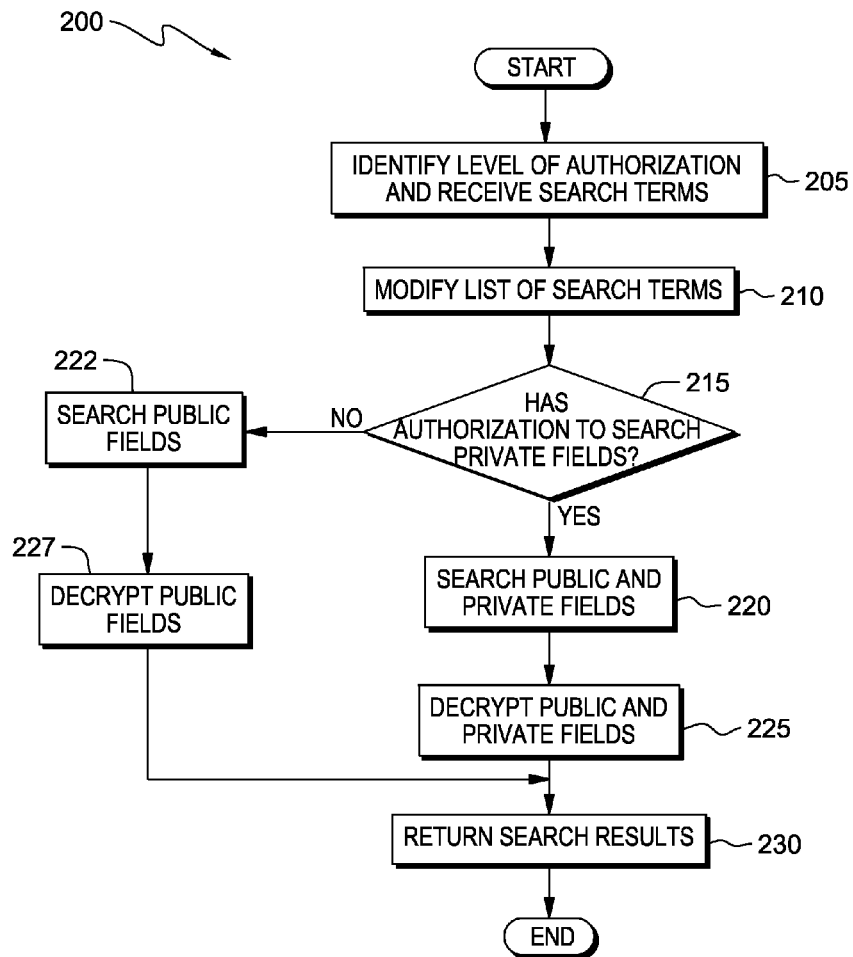 200
START
IDENTIFY LEVEL OF AUTHORIZATION
AND RECEIVE SEARCH TERMS
205
MODIFY LIST OF SEARCH TERMS
210
215
HAS
AUTHORIZATION TO SEARCH
PRIVATE FIELDS?
NO
222
SEARCH PUBLIC
FIELDS
YES
227
DECRYPT PUBLIC
FIELDS
SEARCH PUBLIC AND
PRIVATE FIELDS
220
DECRYPT PUBLIC AND
PRIVATE FIELDS
225
RETURN SEARCH RESULTS
230
END